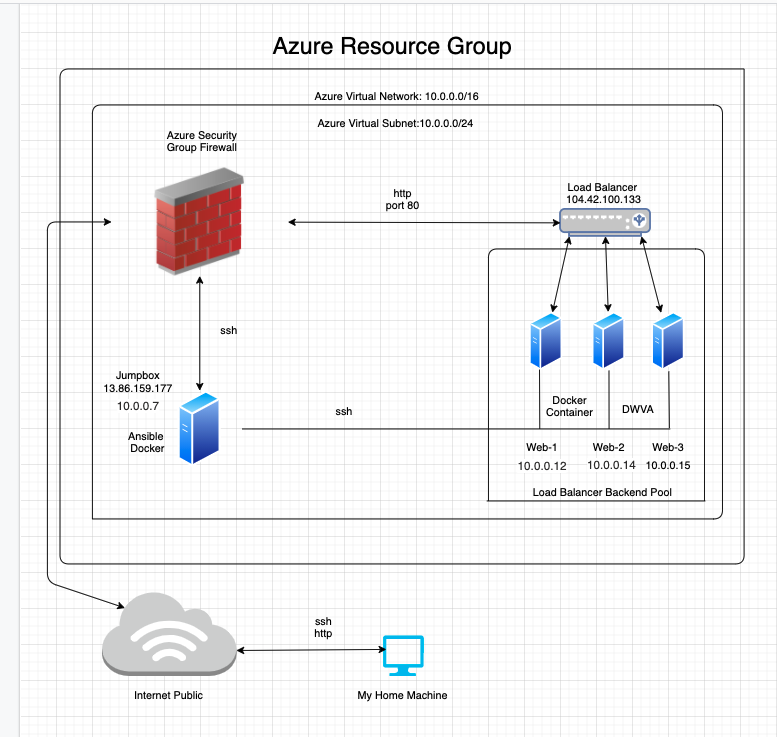 Azure Resource Group
Azure Virtual Network: 10.0.0.0/16
Azure Virtual Subnet:10.0.0.0/24
Azure Security
Group Firewall
http
port 80
Load Balancer
104.42.100.133
ssh
Jumpbox
13.86.159.177
10.0.0.7
Ansible
Docker
ssh
Docker
Container
DWVA
Web-1
Web-2
Web-3
10.0.0.12
10.0.0.14
10.0.0.15
Load Balancer Backend Pool
ssh
http
Internet Public
My Home Machine